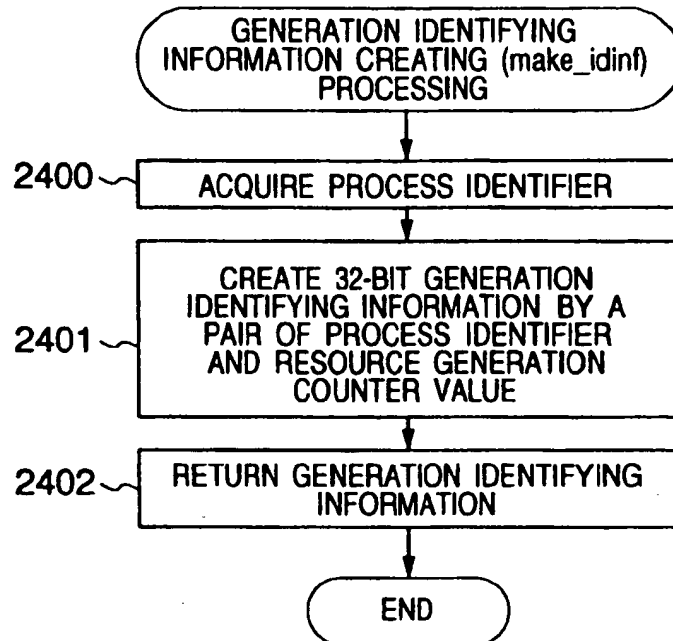 GENERATION IDENTIFYING
INFORMATION CREATING (make_idinf)
PROCESSING
2400
ACQUIRE PROCESS IDENTIFIER
2401
CREATE 32-BIT GENERATION
IDENTIFYING INFORMATION BY A
PAIR OF PROCESS IDENTIFIER
AND RESOURCE GENERATION
COUNTER VALUE
2402
RETURN GENERATION IDENTIFYING
INFORMATION
END